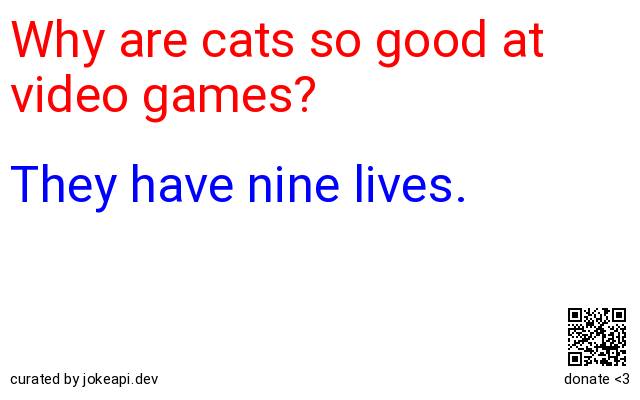 Why are cats so good at
video games?
They have nine lives.
curated by jokeapi.dev
donate <3